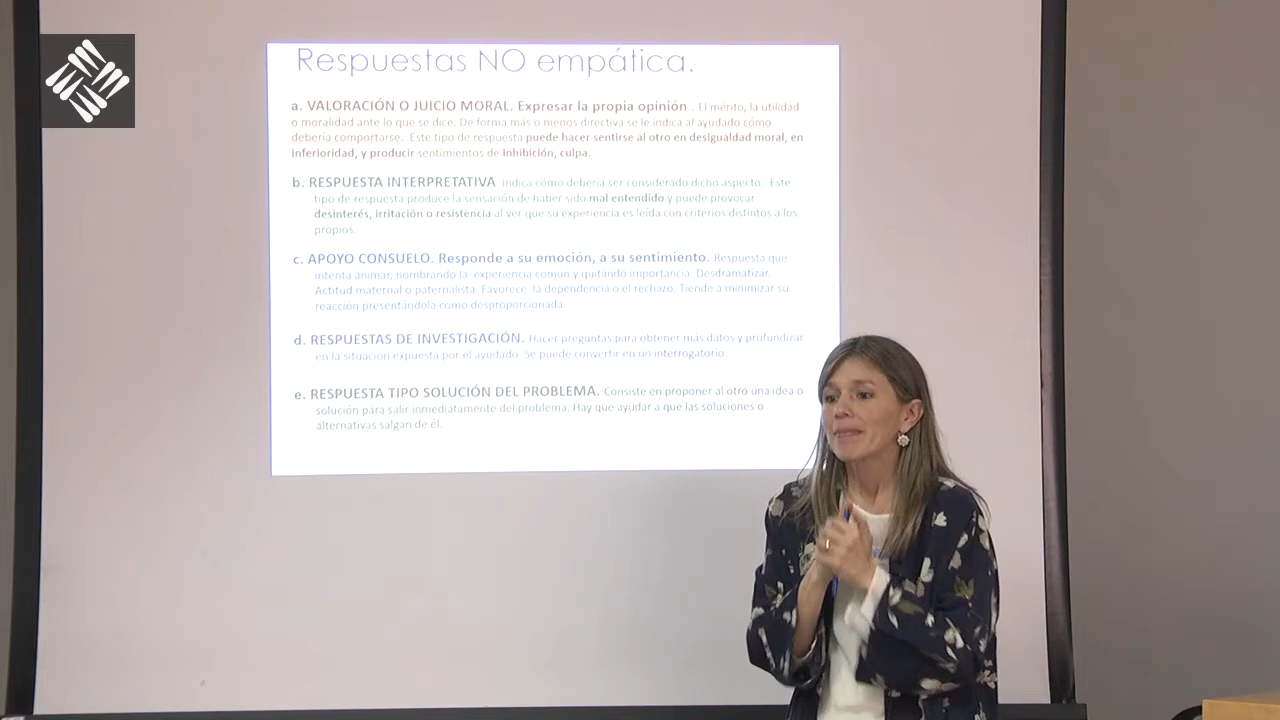 Respuestas NO empática.
a. VALORACIÓN O JUICIO MORAL. Expresar la propia opinión . El mérito, la utilidad
o moralidad ante lo que se dice. De forma más o menos directiva se le indica al ayudado cómo
debería comportarse. Este tipo de respuesta puede hacer sentirse al otro en desigualdad moral, en
inferioridad, y producir sentimientos de inhibición, culpa.
b. RESPUESTA INTERPRETATIVA. Indica cómo debería ser considerado dicho aspecto. Este
tipo de respuesta produce la sensación de haber sido mal entendido y puede provocar
desinterés, irritación o resistencia al ver que su experiencia es leída con criterios distintos a los
propios.
c. APOYO CONSUELO. Responde a su emoción, a su sentimiento. Respuesta que
intenta animar, nombrando la experiencia común y quitando importancia. Desdramatizar.
Actitud maternal o paternalista. Favorece la dependencia o el rechazo. Tiende a minimizar su
reacción presentándola como desproporcionada.
d. RESPUESTAS DE INVESTIGACIÓN. Hacer preguntas para obtener más datos y profundizar
en la situación expuesta por el ayudado. Se puede convertir en un interrogatorio.
e. RESPUESTA TIPO SOLUCIÓN DEL PROBLEMA. Consiste en proponer al otro una idea o
solución para salir inmediatamente del problema. Hay que ayudar a que las soluciones o
alternativas salgan de él.